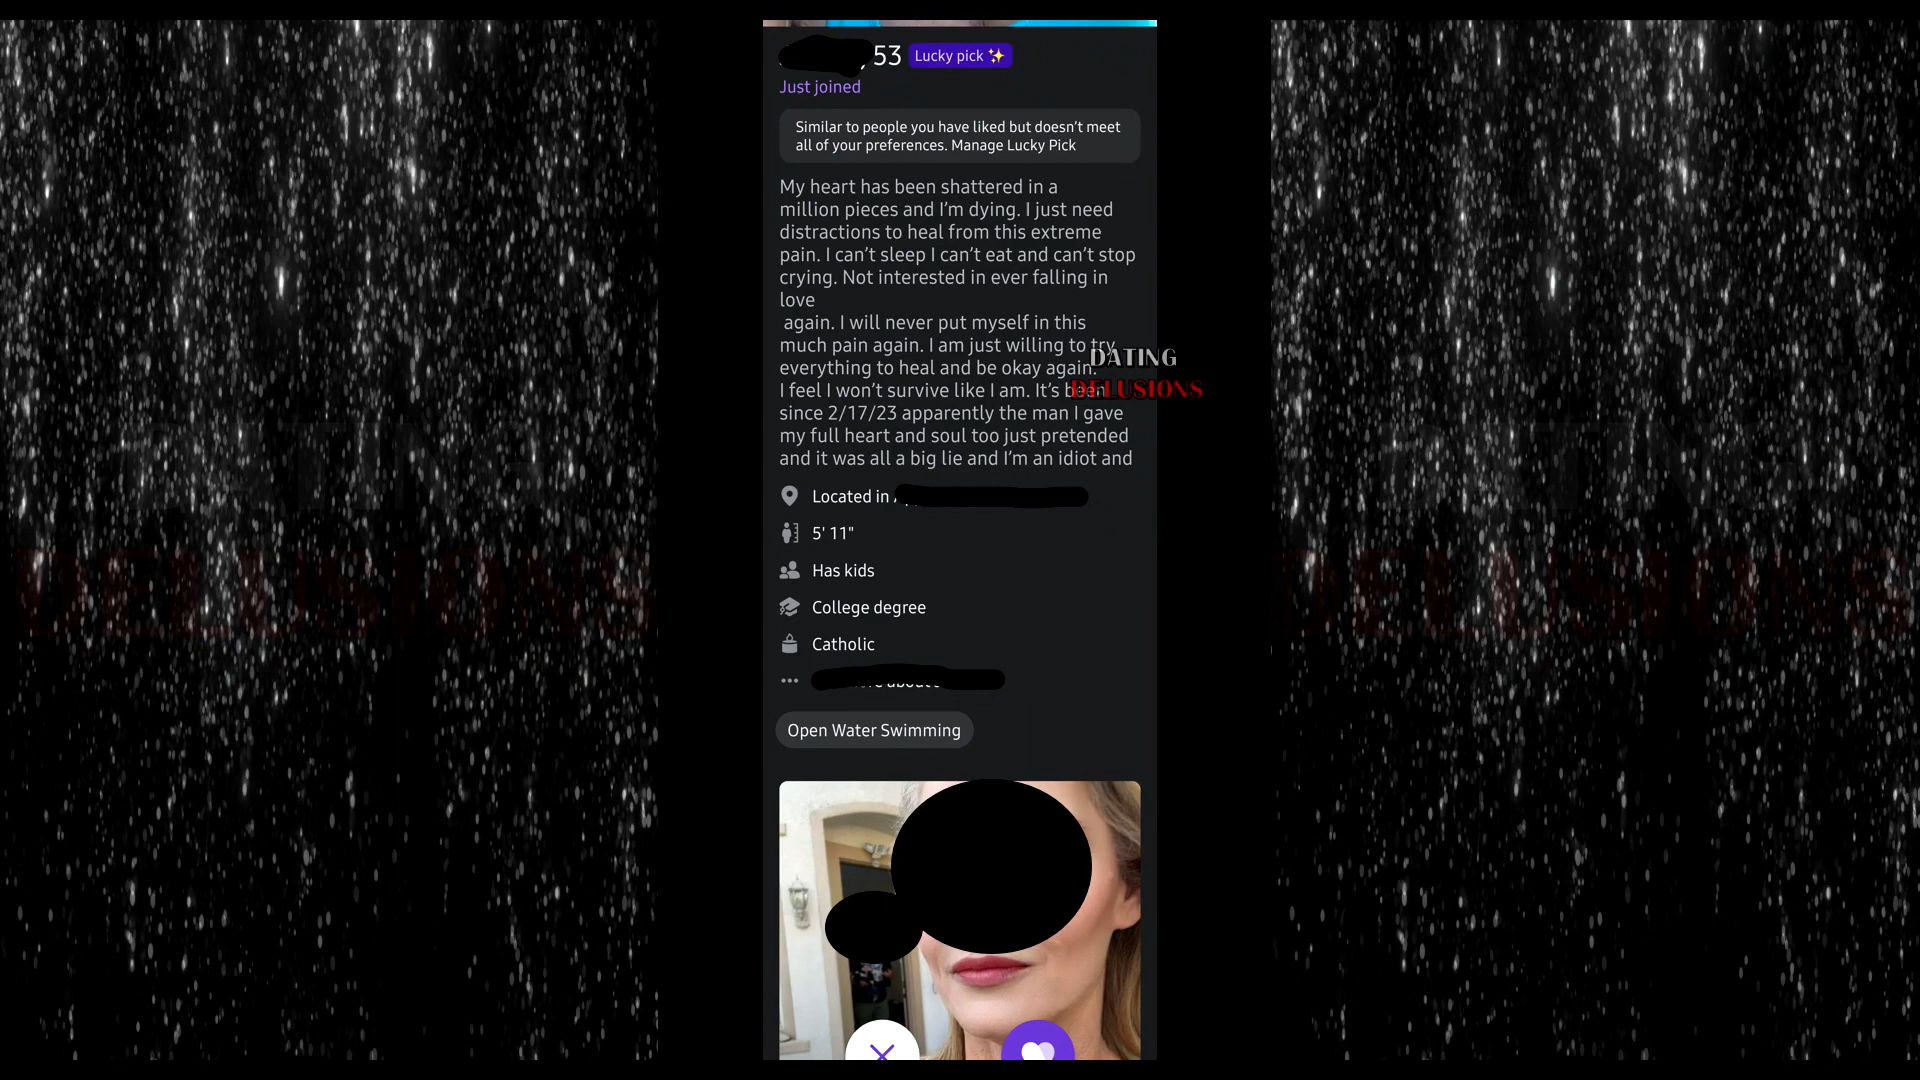 , 53 Lucky pick ✨
Just joined
Similar to people you have liked but doesn't meet
all of your preferences. Manage Lucky Pick
My heart has been shattered in a
million pieces and I'm dying. I just need
distractions to heal from this extreme
pain. I can't sleep I can't eat and can't stop
crying. Not interested in ever falling in
love
again. I will never put myself in this
much pain again. I am just willing to try
everything to heal and be okay again.
I feel I won't survive like I am. It's been
since 2/17/23 apparently the man I gave
my full heart and soul too just pretended
and it was all a big lie and I'm an idiot and
DATING
DELUSIONS
Located in
5' 11"
Has kids
College degree
Catholic
Open Water Swimming
DELUSIONS
DELUSIONS